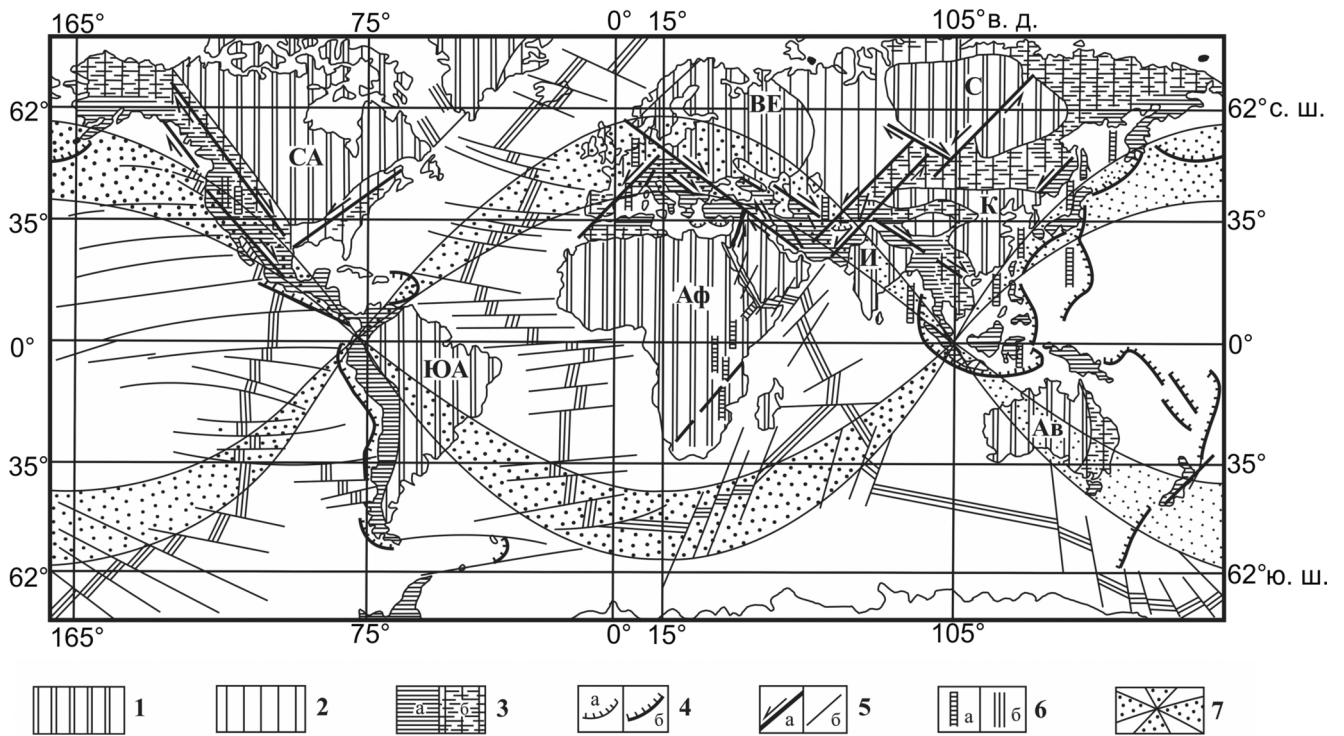 165° 75° 0° 15° 105° в. д.
62° 62° с. ш.
С
ВЕ
СА
К
35° 35°
И
Аф
0° 0°
ЮА
Ав
35° 35°
62° 62° ю. ш.
165° 75° 0° 15° 105°
1 2 а б 3 а б 4 а б 5 а б 6 7